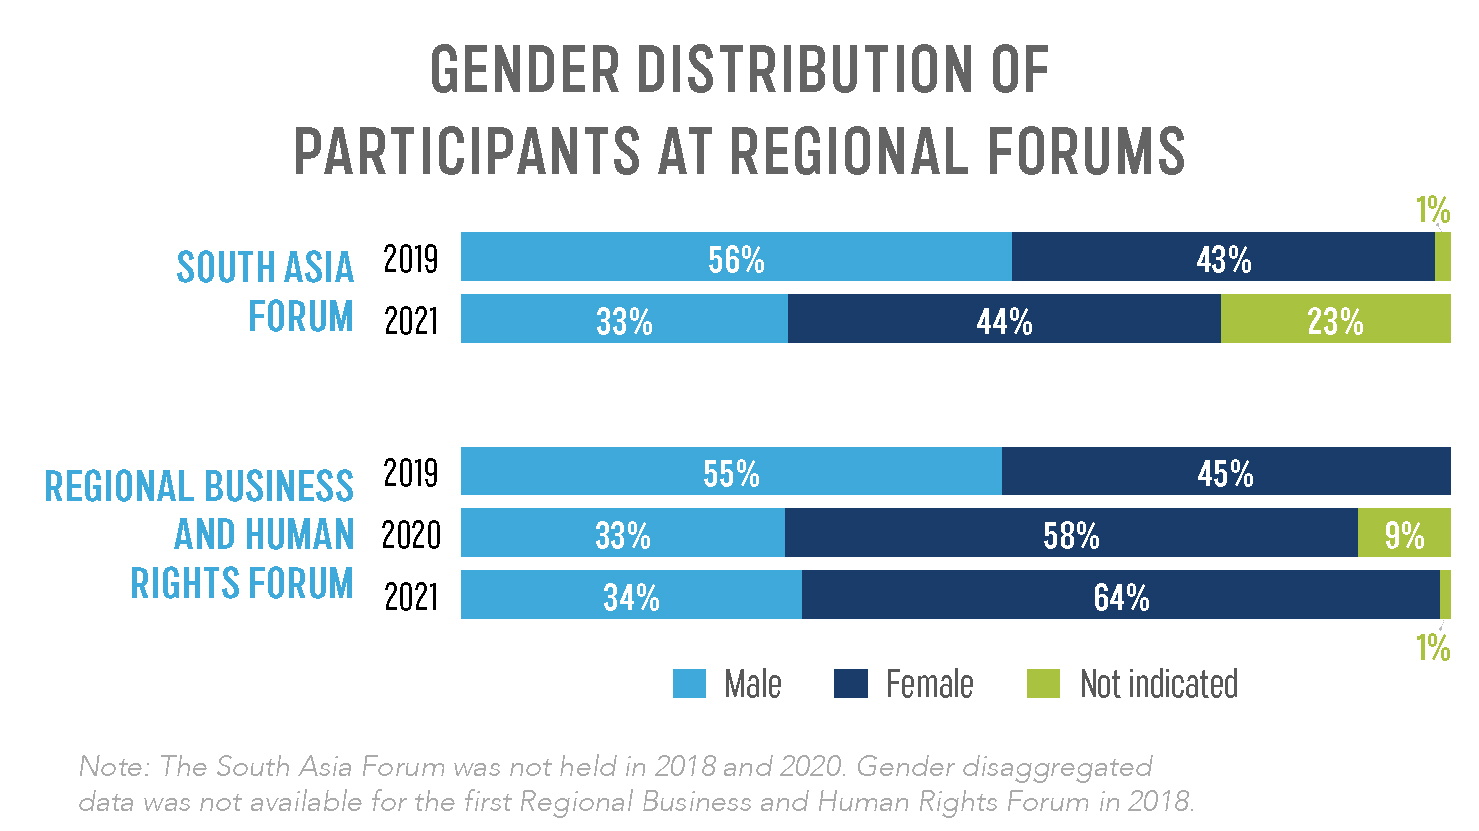 GENDER DISTRIBUTION OF
PARTICIPANTS AT REGIONAL FORUMS
1%
SOUTH ASIA
FORUM
2019
56%
43%
2021
33%
44%
23%
REGIONAL BUSINESS
AND HUMAN
RIGHTS FORUM
2019
55%
45%
2020
33%
58%
9%
2021
34%
64%
1%
Male
Female
Not indicated
Note: The South Asia Forum was not held in 2018 and 2020. Gender disaggregated
data was not available for the first Regional Business and Human Rights Forum in 2018.